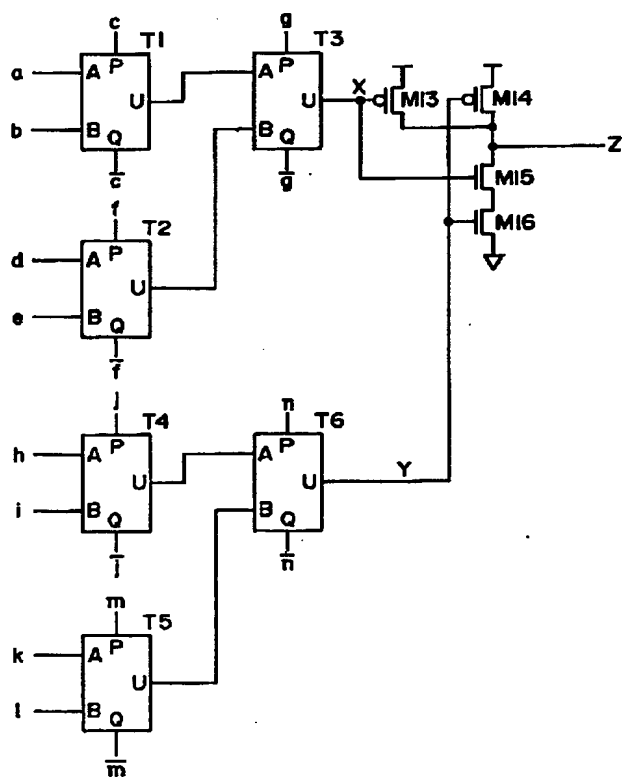 c
T1
a
A
P
U
b
B
Q
c̅
g
T3
A
P
U
B
Q
g̅
X
M13
M14
Z
M15
M16
f
T2
d
A
P
U
e
B
Q
f̅
j
T4
h
A
P
U
i
B
Q
j̅
n
T6
A
P
U
B
Q
n̅
Y
m
T5
k
A
P
U
l
B
Q
m̅